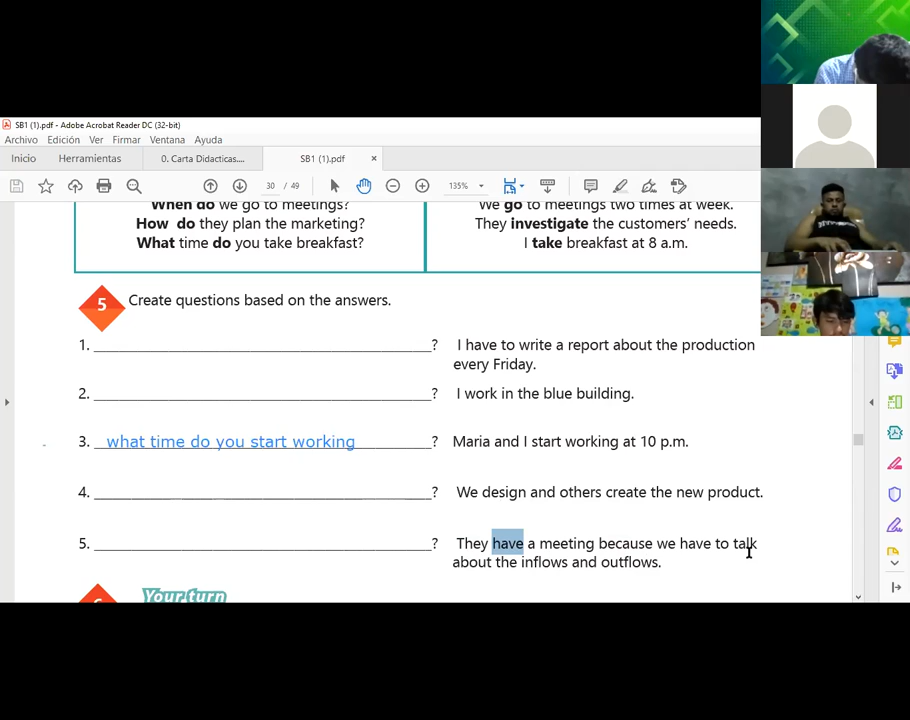 SB1 (1).pdf - Adobe Acrobat Reader DC (32-bit)
Archivo Edición Ver Firmar Ventana Ayuda
Inicio Herramientas 0. Carta Didacticas.... SB1 (1).pdf ×
30 / 49 135%
When do we go to meetings? We go to meetings two times at week.
How do they plan the marketing? They investigate the customers' needs.
What time do you take breakfast? I take breakfast at 8 a.m.
5 Create questions based on the answers.
1. ? I have to write a report about the production
every Friday.
2. ? I work in the blue building.
3. what time do you start working ? Maria and I start working at 10 p.m.
4. ? We design and others create the new product.
5. ? They have a meeting because we have to talk
about the inflows and outflows.
6 Your turn